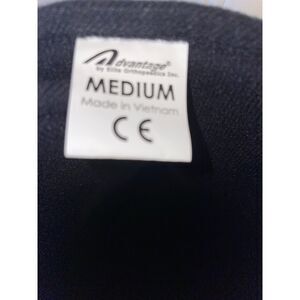 Advantage®
by Elite Orthopaedics Inc.
MEDIUM
Made in Vietnam
CE